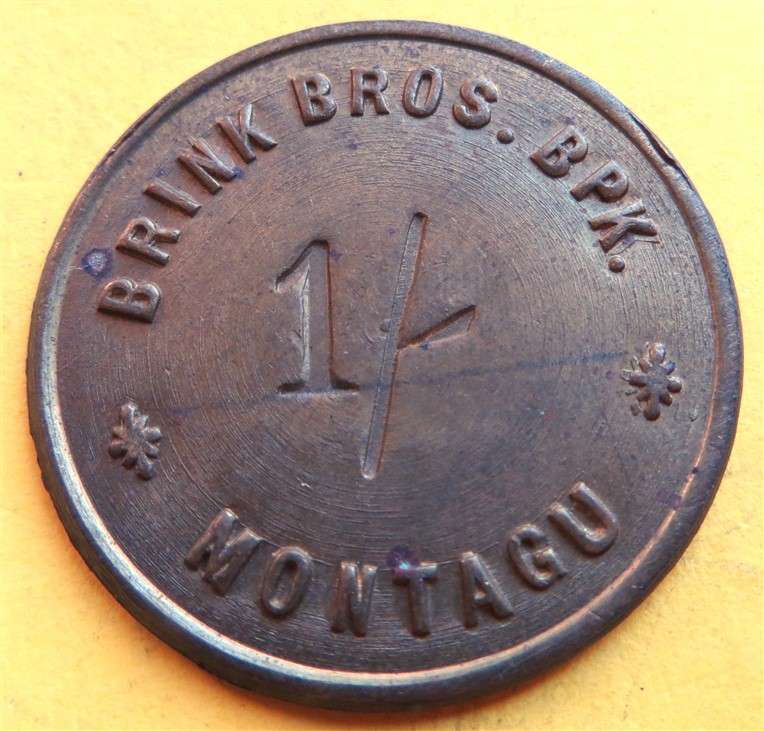 BRINK BROS. BPK.
1/-
MONTAGU